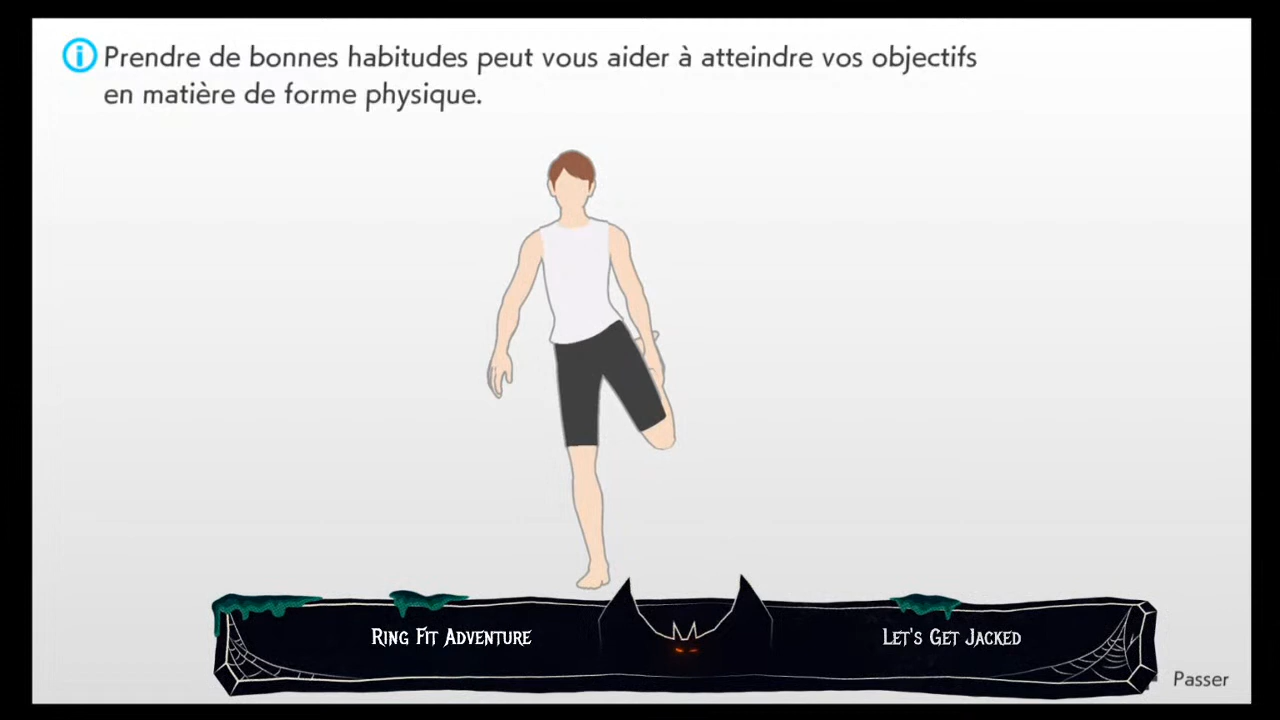 Prendre de bonnes habitudes peut vous aider à atteindre vos objectifs
en matière de forme physique.
Ring Fit Adventure
Let's Get Jacked
Passer